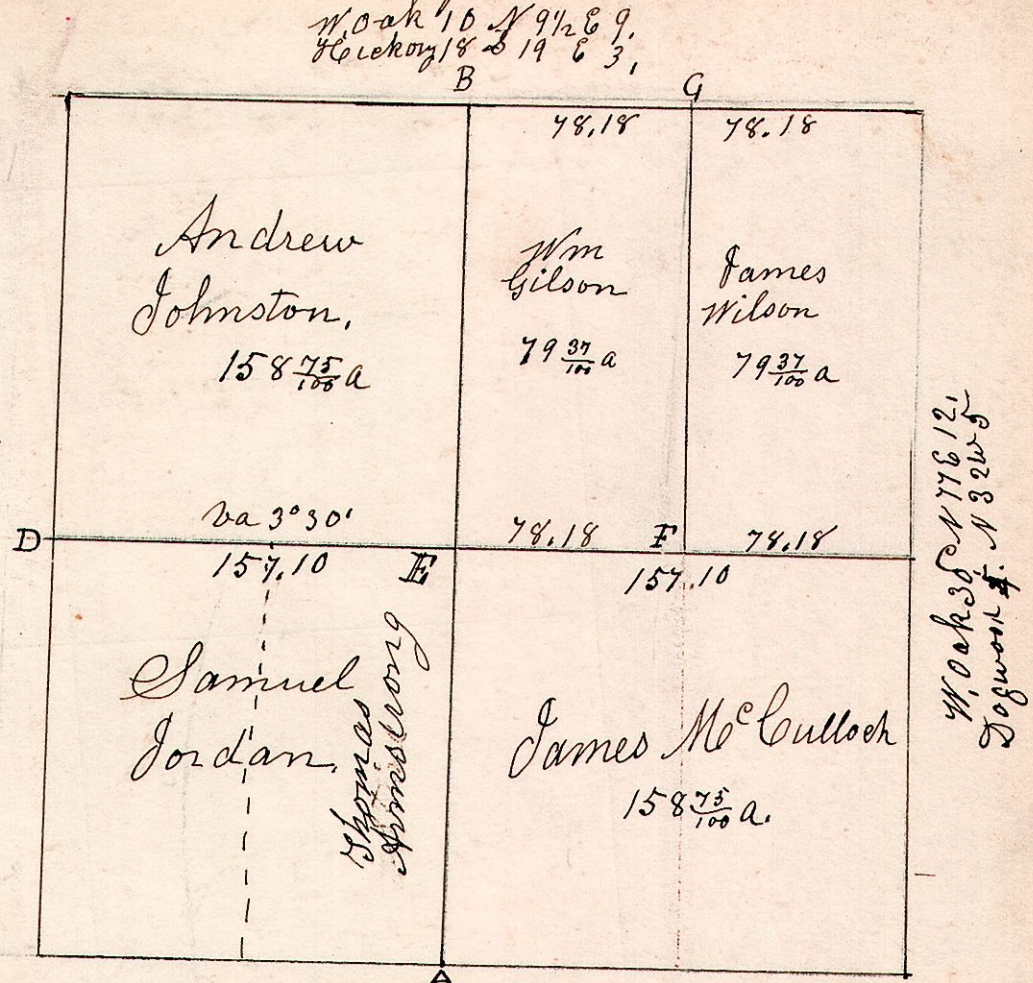 W. Oak 10 N 9½ E 9.
Hickory 18 S 19 E 3.
B G
78.18 78.18
Andrew
Johnston.
158 75/100 a
Wm
Gilson
79 37/100 a
James
Wilson
79 37/100 a
va 3° 30'
D 78.18 F 78.18
157.10 E 157.10
Samuel
Jordan.
Thomas
Armstrong
James McCulloch
158 75/100 a.
A
W. Oak 30 N 77 E 12.
Dogwood 4. N 32 W 5